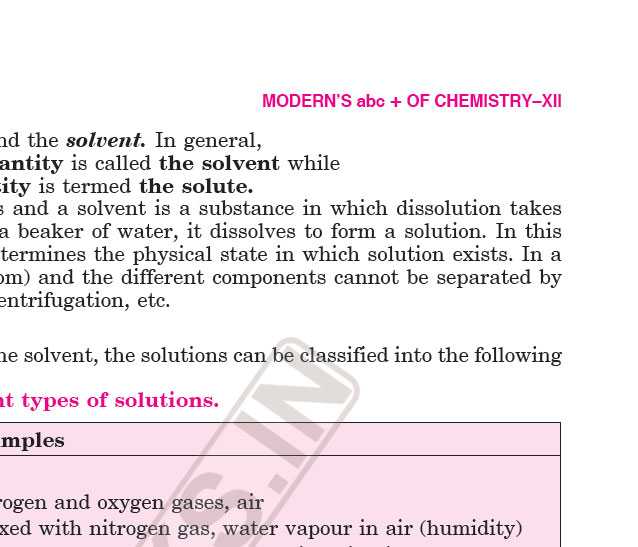 MODERN'S abc + OF CHEMISTRY–XII
nd the solvent. In general,
antity is called the solvent while
tity is termed the solute.
s and a solvent is a substance in which dissolution takes
a beaker of water, it dissolves to form a solution. In this
termines the physical state in which solution exists. In a
om) and the different components cannot be separated by
entrifugation, etc.
he solvent, the solutions can be classified into the following
nt types of solutions.
mples
rogen and oxygen gases, air
xed with nitrogen gas, water vapour in air (humidity)
S.IN